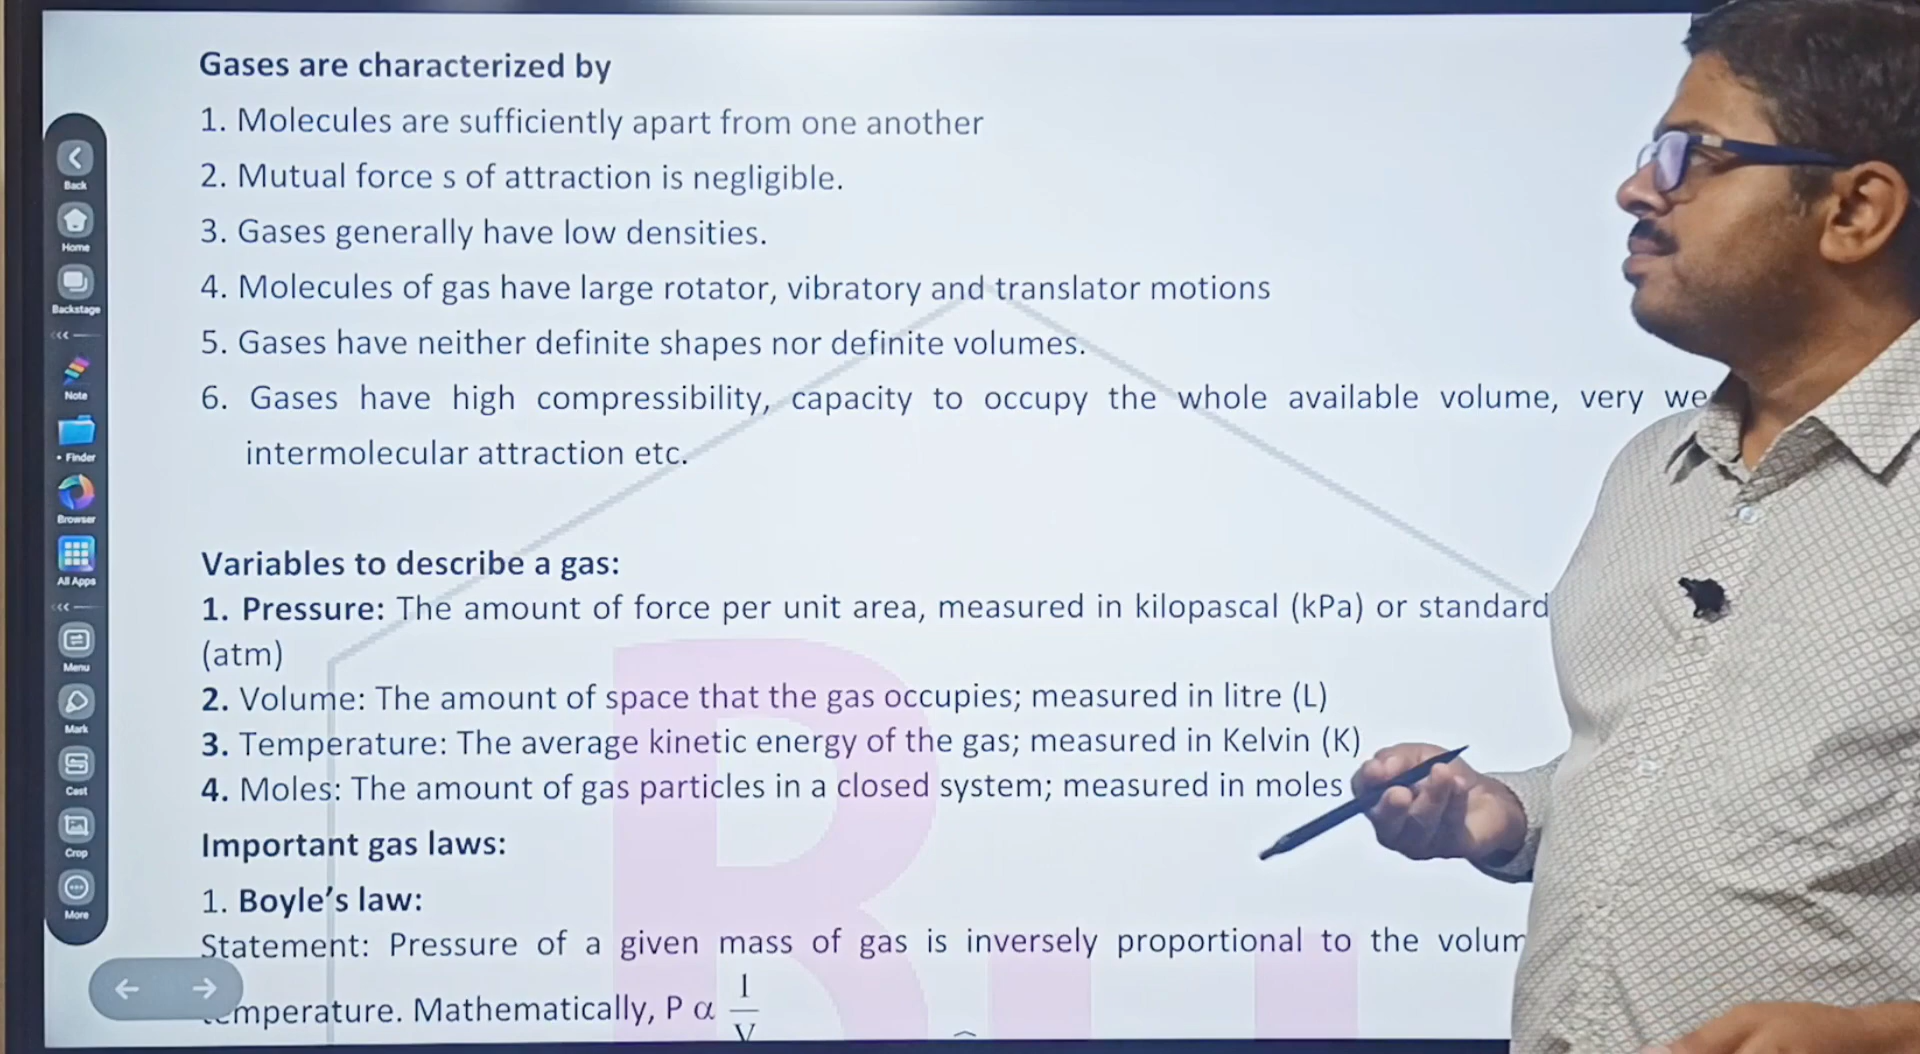 Gases are characterized by
1. Molecules are sufficiently apart from one another
2. Mutual force s of attraction is negligible.
3. Gases generally have low densities.
4. Molecules of gas have large rotator, vibratory and translator motions
5. Gases have neither definite shapes nor definite volumes.
6. Gases have high compressibility, capacity to occupy the whole available volume, very we
intermolecular attraction etc.
Variables to describe a gas:
1. Pressure: The amount of force per unit area, measured in kilopascal (kPa) or standard
(atm)
2. Volume: The amount of space that the gas occupies; measured in litre (L)
3. Temperature: The average kinetic energy of the gas; measured in Kelvin (K)
4. Moles: The amount of gas particles in a closed system; measured in moles
Important gas laws:
1. Boyle's law:
Statement: Pressure of a given mass of gas is inversely proportional to the volum
emperature. Mathematically, P α 1/V
Back
Home
Backstage
Note
• Finder
Browser
All Apps
Menu
Mark
Cast
Crop
More